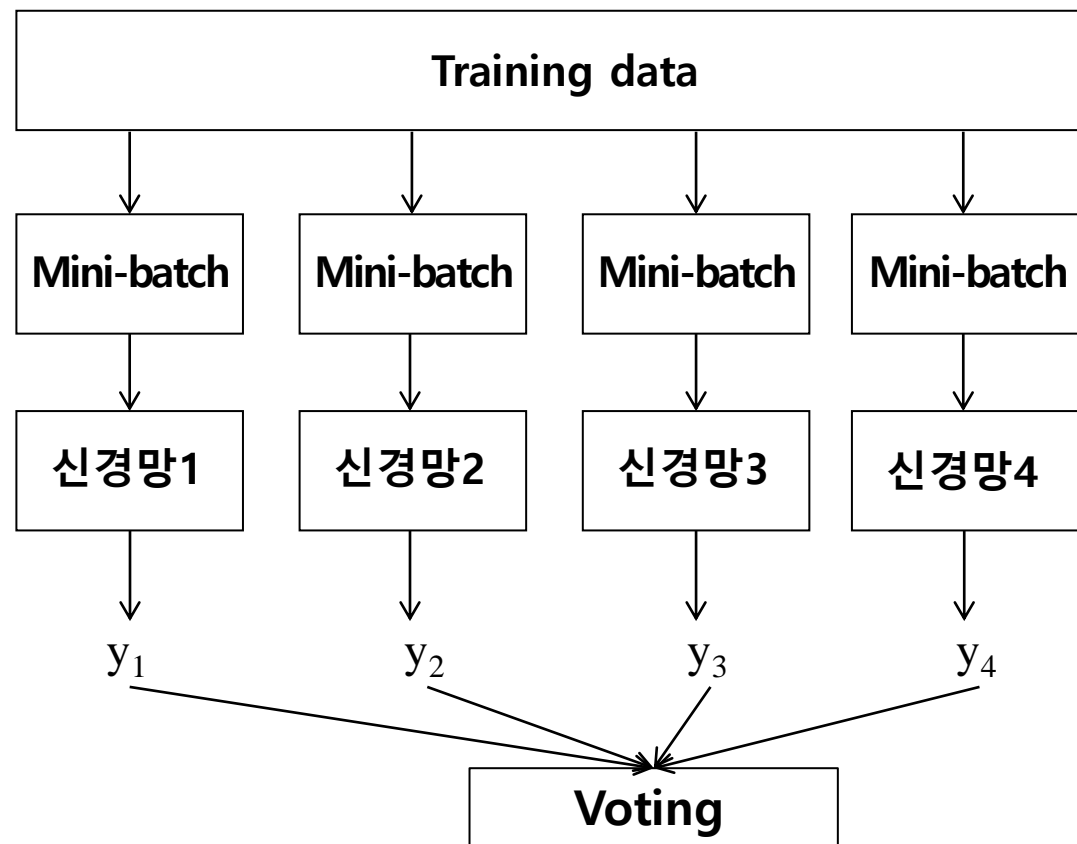 Training data
Mini-batch
Mini-batch
Mini-batch
Mini-batch
신경망1
신경망2
신경망3
신경망4
y₁
y₂
y₃
y₄
Voting